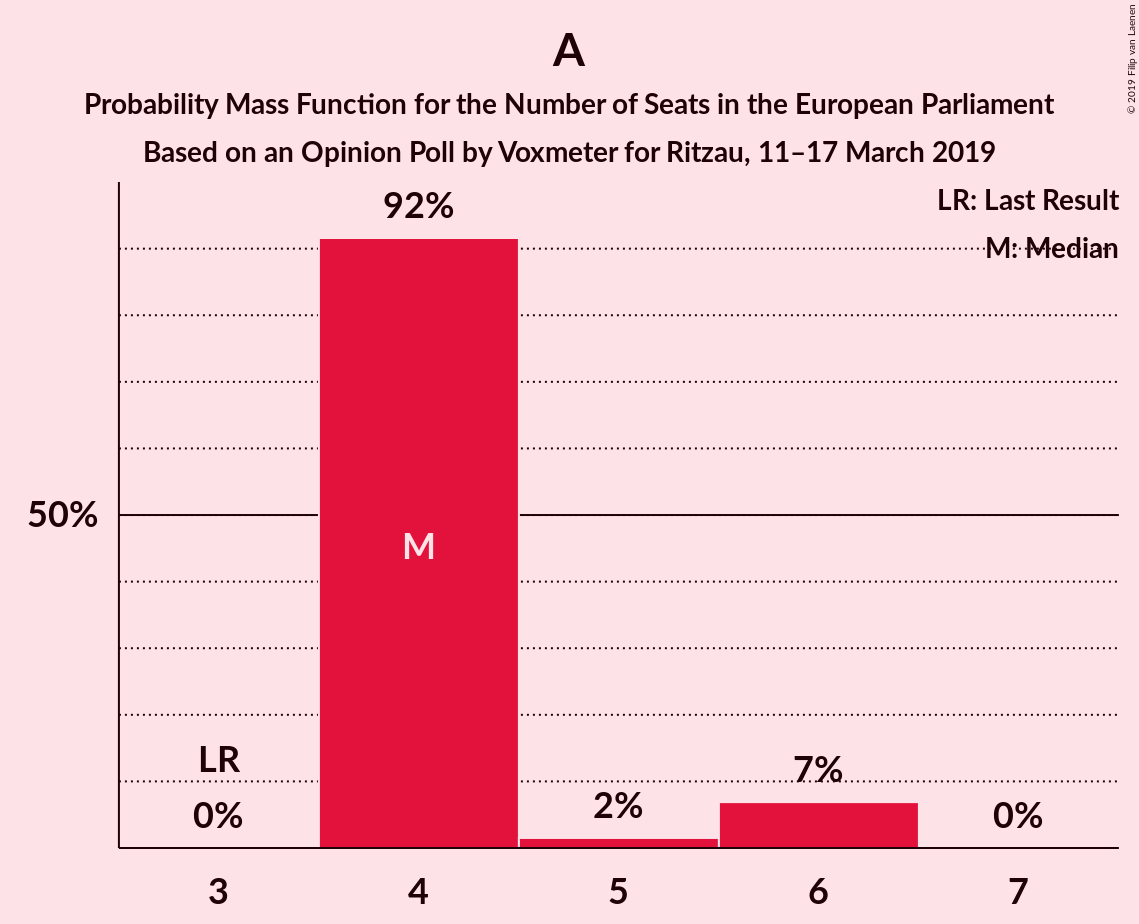 A
Probability Mass Function for the Number of Seats in the European Parliament
Based on an Opinion Poll by Voxmeter for Ritzau, 11–17 March 2019
© 2019 Filip van Laenen
LR: Last Result
M: Median
92%
50%
M
LR
0%
2%
7%
0%
3 4 5 6 7